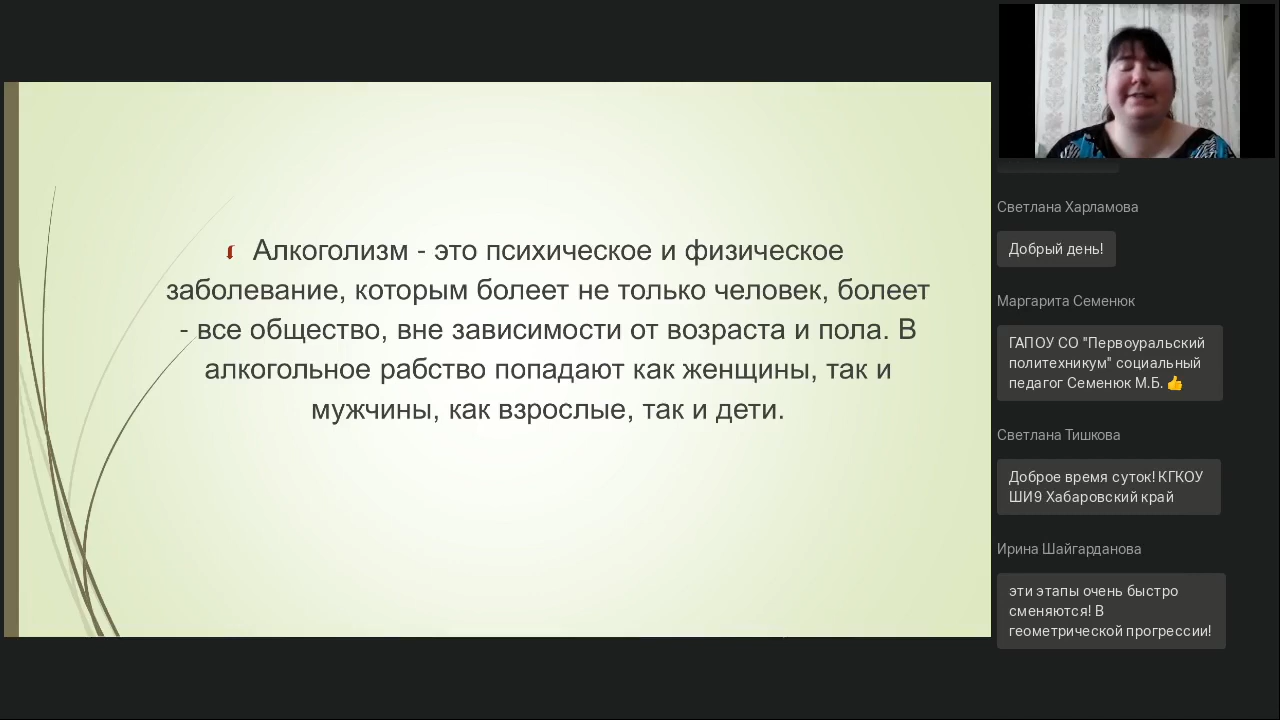 Алкоголизм - это психическое и физическое
заболевание, которым болеет не только человек, болеет
- все общество, вне зависимости от возраста и пола. В
алкогольное рабство попадают как женщины, так и
мужчины, как взрослые, так и дети.
Светлана Харламова
Добрый день!
Маргарита Семенюк
ГАПОУ СО "Первоуральский
политехникум" социальный
педагог Семенюк М.Б. 👍
Светлана Тишкова
Доброе время суток! КГКОУ
ШИ9 Хабаровский край
Ирина Шайгарданова
эти этапы очень быстро
сменяются! В
геометрической прогрессии!